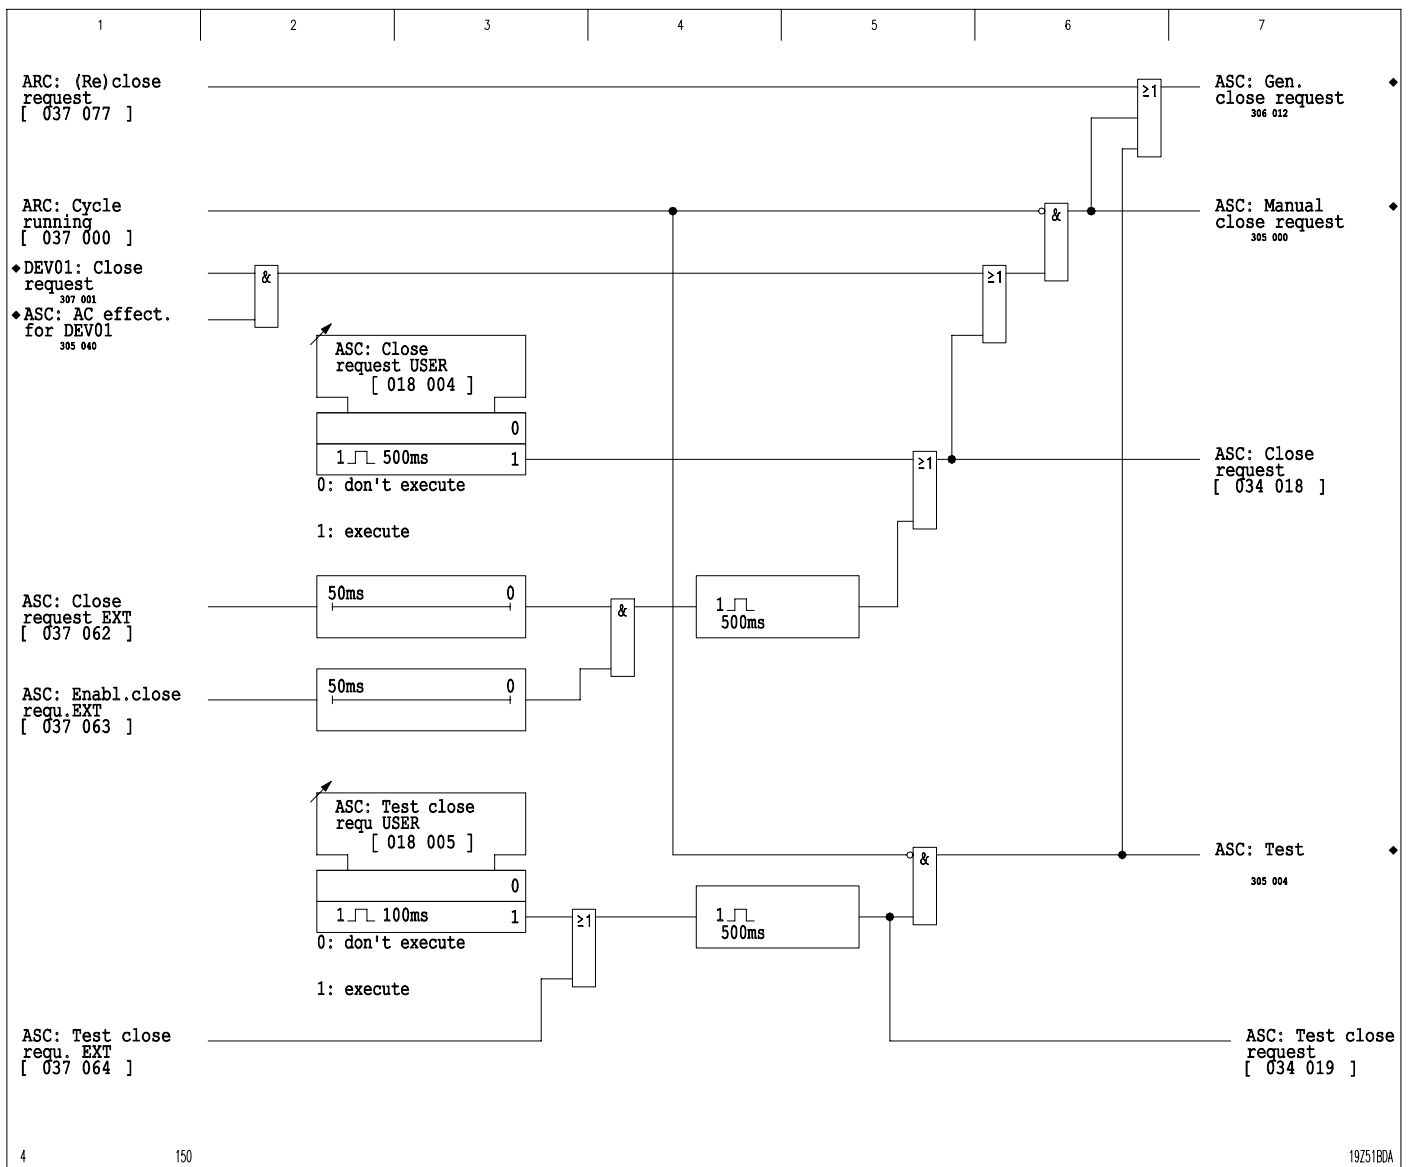 1 2 3 4 5 6 7
ARC: (Re)close
request
[ 037 077 ]
≥1
ASC: Gen.
close request
306 012
ARC: Cycle
running
[ 037 000 ]
&
ASC: Manual
close request
305 000
DEV01: Close
request
307 001
&
≥1
ASC: AC effect.
for DEV01
305 040
ASC: Close
request USER
[ 018 004 ]
0
1 500ms 1
0: don't execute
1: execute
≥1
ASC: Close
request
[ 034 018 ]
ASC: Close
request EXT
[ 037 062 ]
50ms 0
&
1
500ms
ASC: Enabl.close
requ.EXT
[ 037 063 ]
50ms 0
ASC: Test close
requ USER
[ 018 005 ]
0
1 100ms 1
0: don't execute
1: execute
≥1
1
500ms
&
ASC: Test
305 004
ASC: Test close
requ. EXT
[ 037 064 ]
ASC: Test close
request
[ 034 019 ]
4 150 19Z51BDA